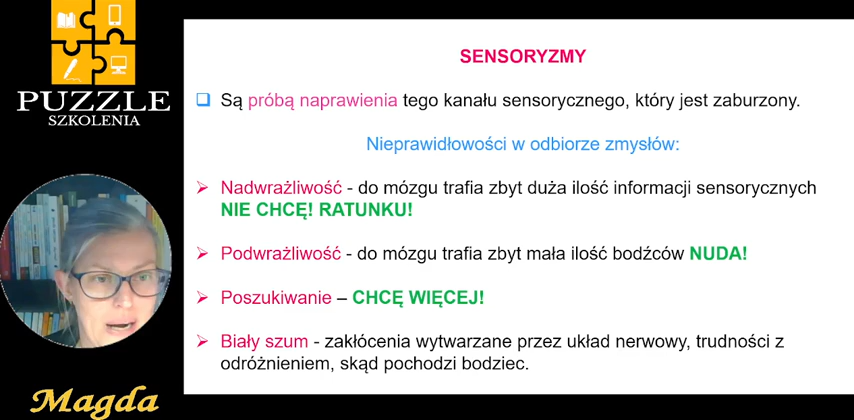 PUZZLE
SZKOLENIA
SENSORYZMY
Są próbą naprawienia tego kanału sensorycznego, który jest zaburzony.
Nieprawidłowości w odbiorze zmysłów:
Nadwrażliwość - do mózgu trafia zbyt duża ilość informacji sensorycznych
NIE CHCĘ! RATUNKU!
Podwrażliwość - do mózgu trafia zbyt mała ilość bodźców NUDA!
Poszukiwanie – CHCĘ WIĘCEJ!
Biały szum - zakłócenia wytwarzane przez układ nerwowy, trudności z
odróżnieniem, skąd pochodzi bodziec.
Magda